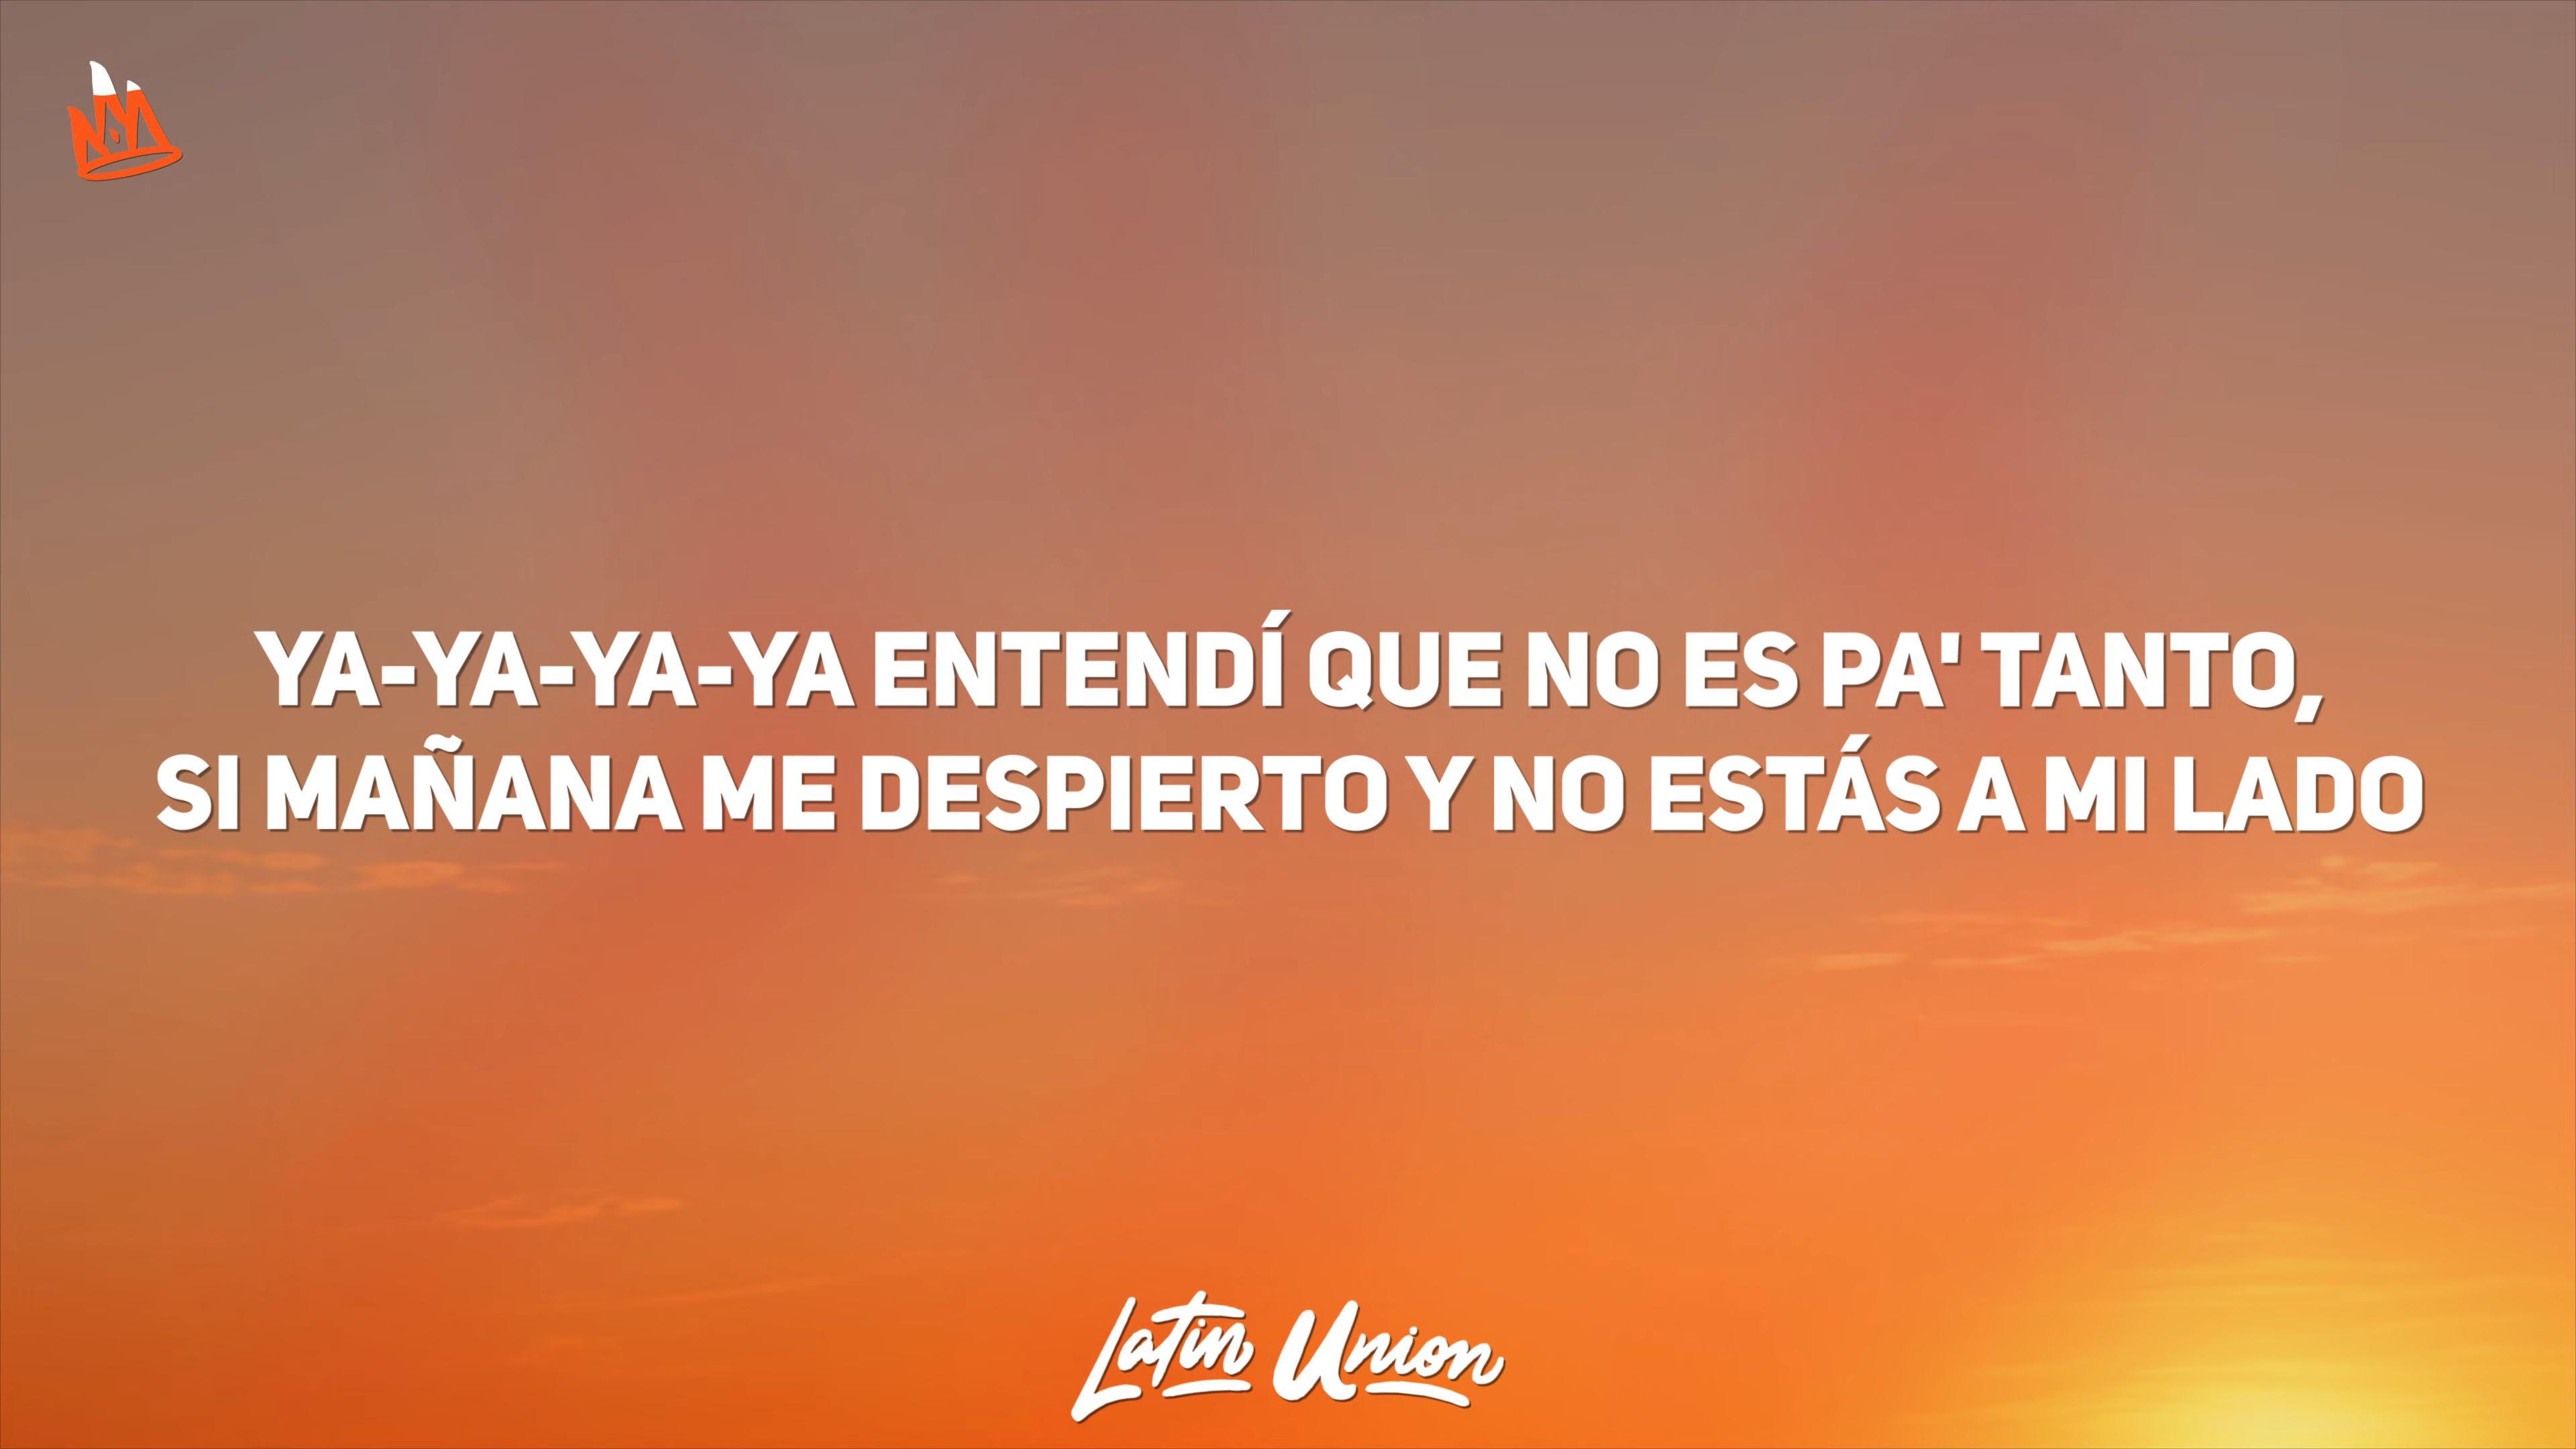 YA-YA-YA-YA ENTENDÍ QUE NO ES PA' TANTO,
SI MAÑANA ME DESPIERTO Y NO ESTÁS A MI LADO
Latin Union